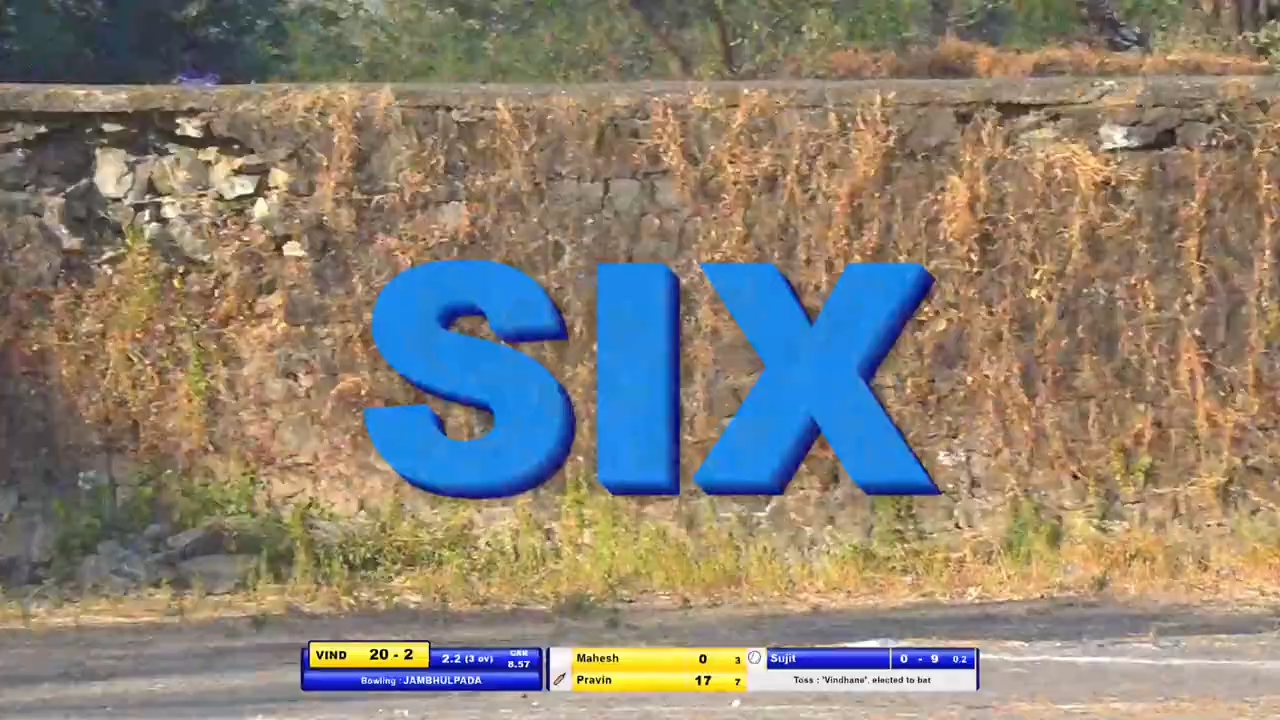 SIX
VIND 20 - 2 2.2 (3 ov) CRR 8.57
Bowling : JAMBHULPADA
Mahesh 0 3
Pravin 17 7
Sujit 0 - 9 0.2
Toss : 'Vindhane', elected to bat